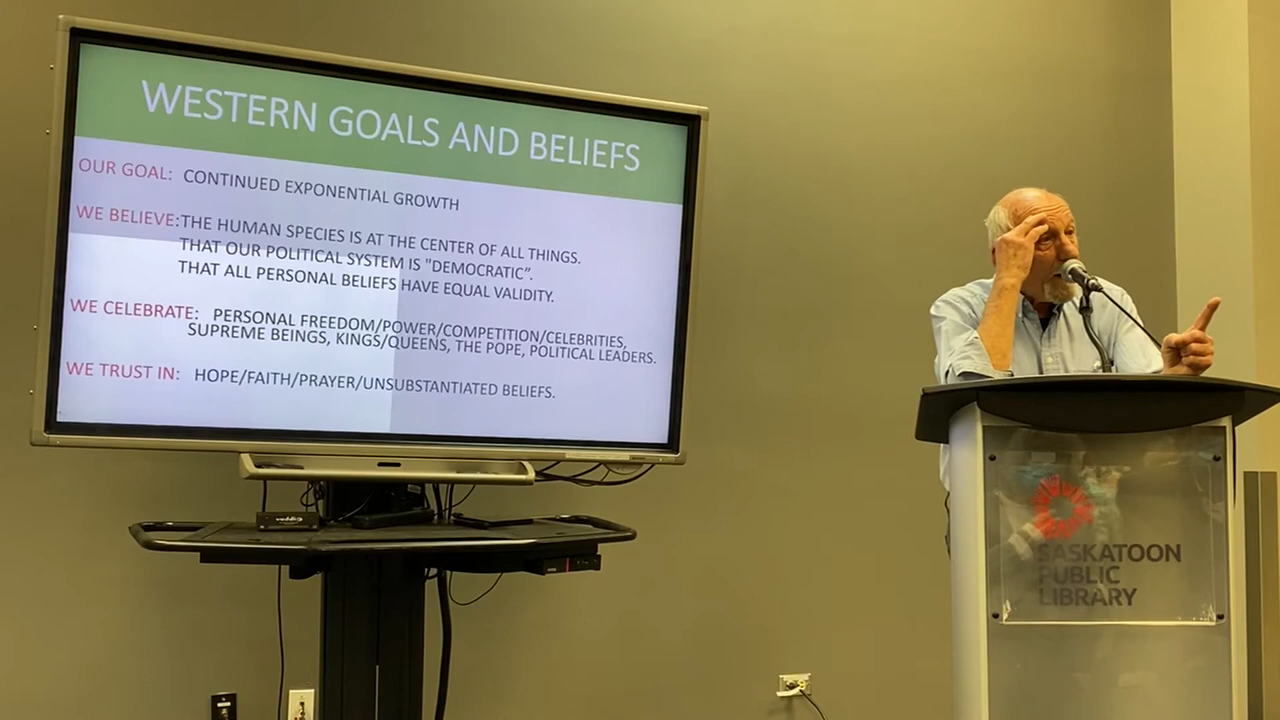 WESTERN GOALS AND BELIEFS
OUR GOAL: CONTINUED EXPONENTIAL GROWTH
WE BELIEVE:THE HUMAN SPECIES IS AT THE CENTER OF ALL THINGS.
THAT OUR POLITICAL SYSTEM IS "DEMOCRATIC”.
THAT ALL PERSONAL BELIEFS HAVE EQUAL VALIDITY.
WE CELEBRATE: PERSONAL FREEDOM/POWER/COMPETITION/CELEBRITIES,
SUPREME BEINGS, KINGS/QUEENS, THE POPE, POLITICAL LEADERS.
WE TRUST IN: HOPE/FAITH/PRAYER/UNSUBSTANTIATED BELIEFS.
SASKATOON
PUBLIC
LIBRARY